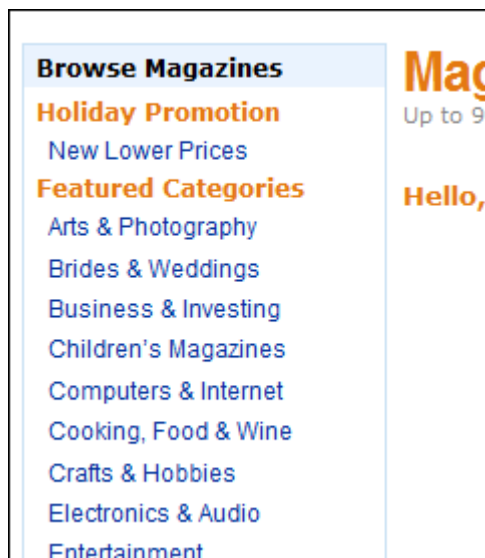 Browse Magazines
Holiday Promotion
New Lower Prices
Featured Categories
Arts & Photography
Brides & Weddings
Business & Investing
Children's Magazines
Computers & Internet
Cooking, Food & Wine
Crafts & Hobbies
Electronics & Audio
Entertainment
Mag
Up to 9
Hello,